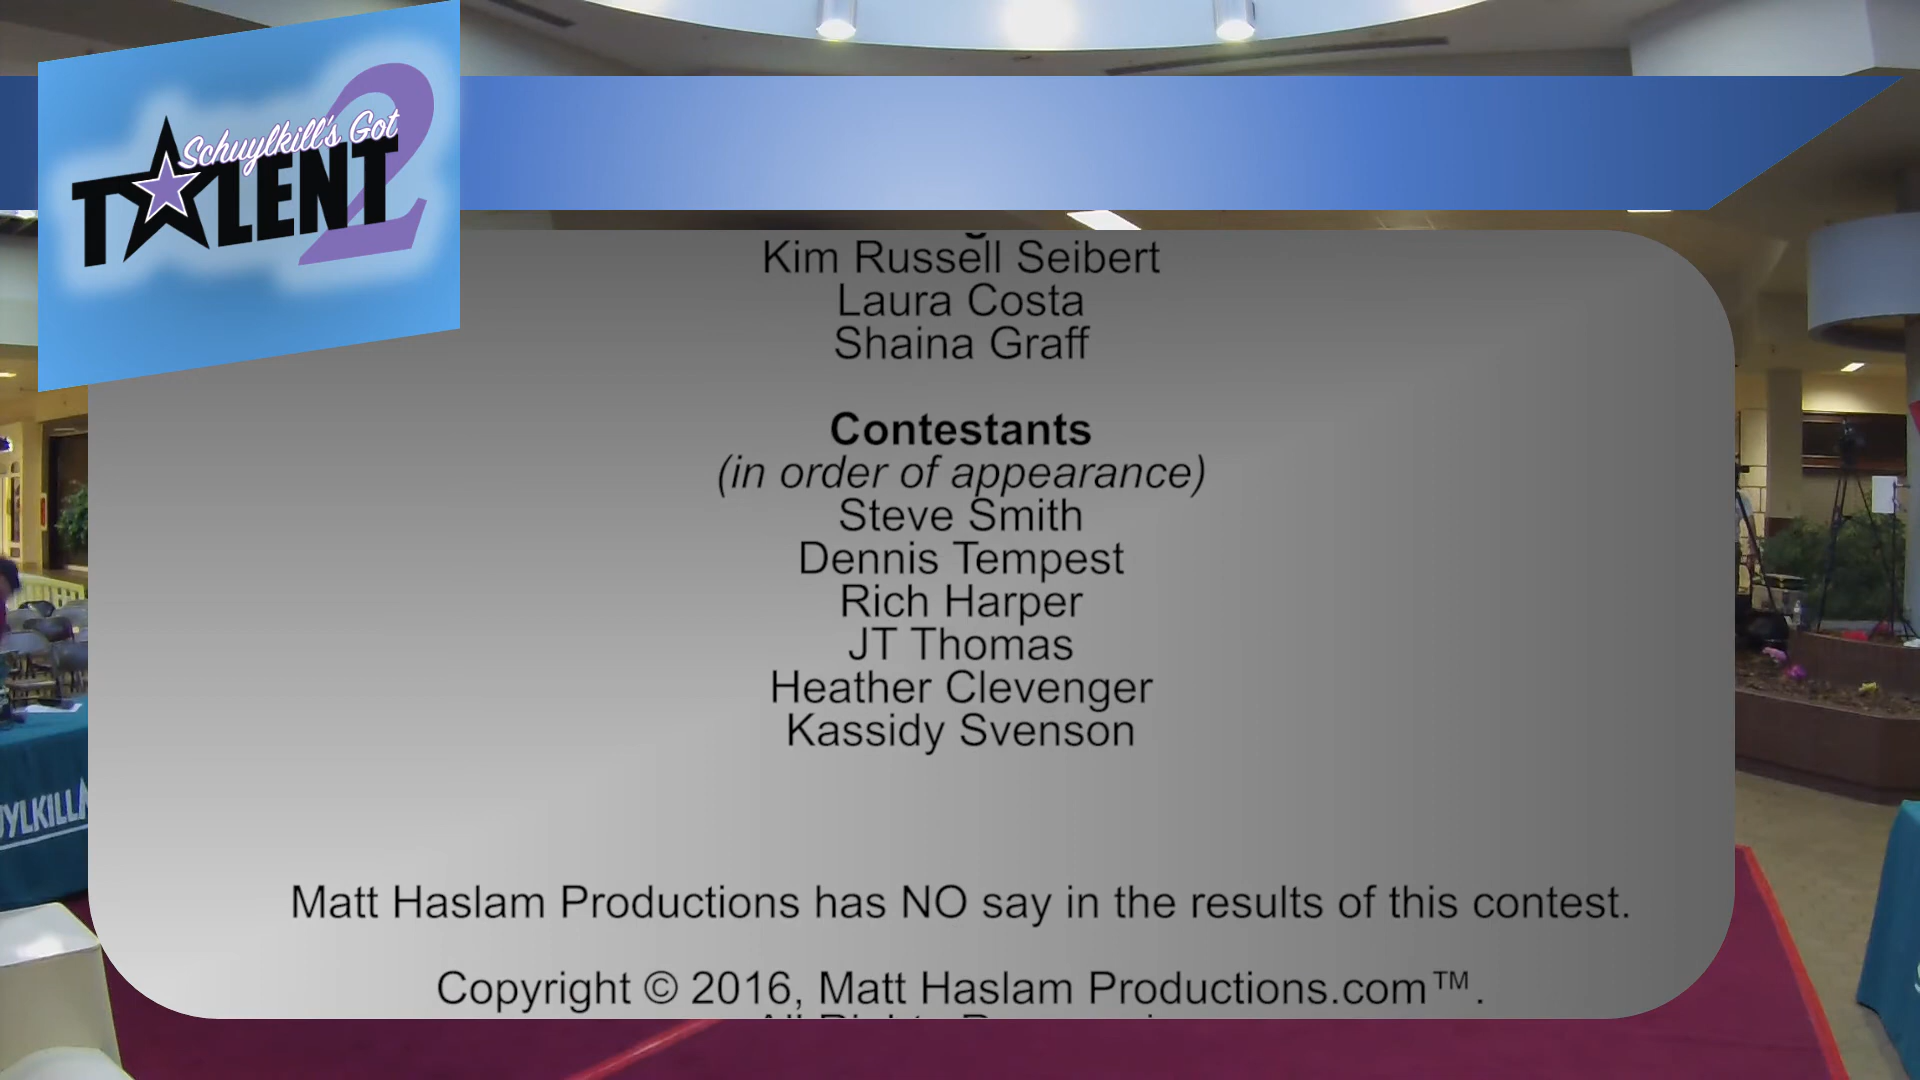 Schuylkill's Got
TALENT 2
Kim Russell Seibert
Laura Costa
Shaina Graff
Contestants
(in order of appearance)
Steve Smith
Dennis Tempest
Rich Harper
JT Thomas
Heather Clevenger
Kassidy Svenson
Matt Haslam Productions has NO say in the results of this contest.
Copyright © 2016, Matt Haslam Productions.com™.